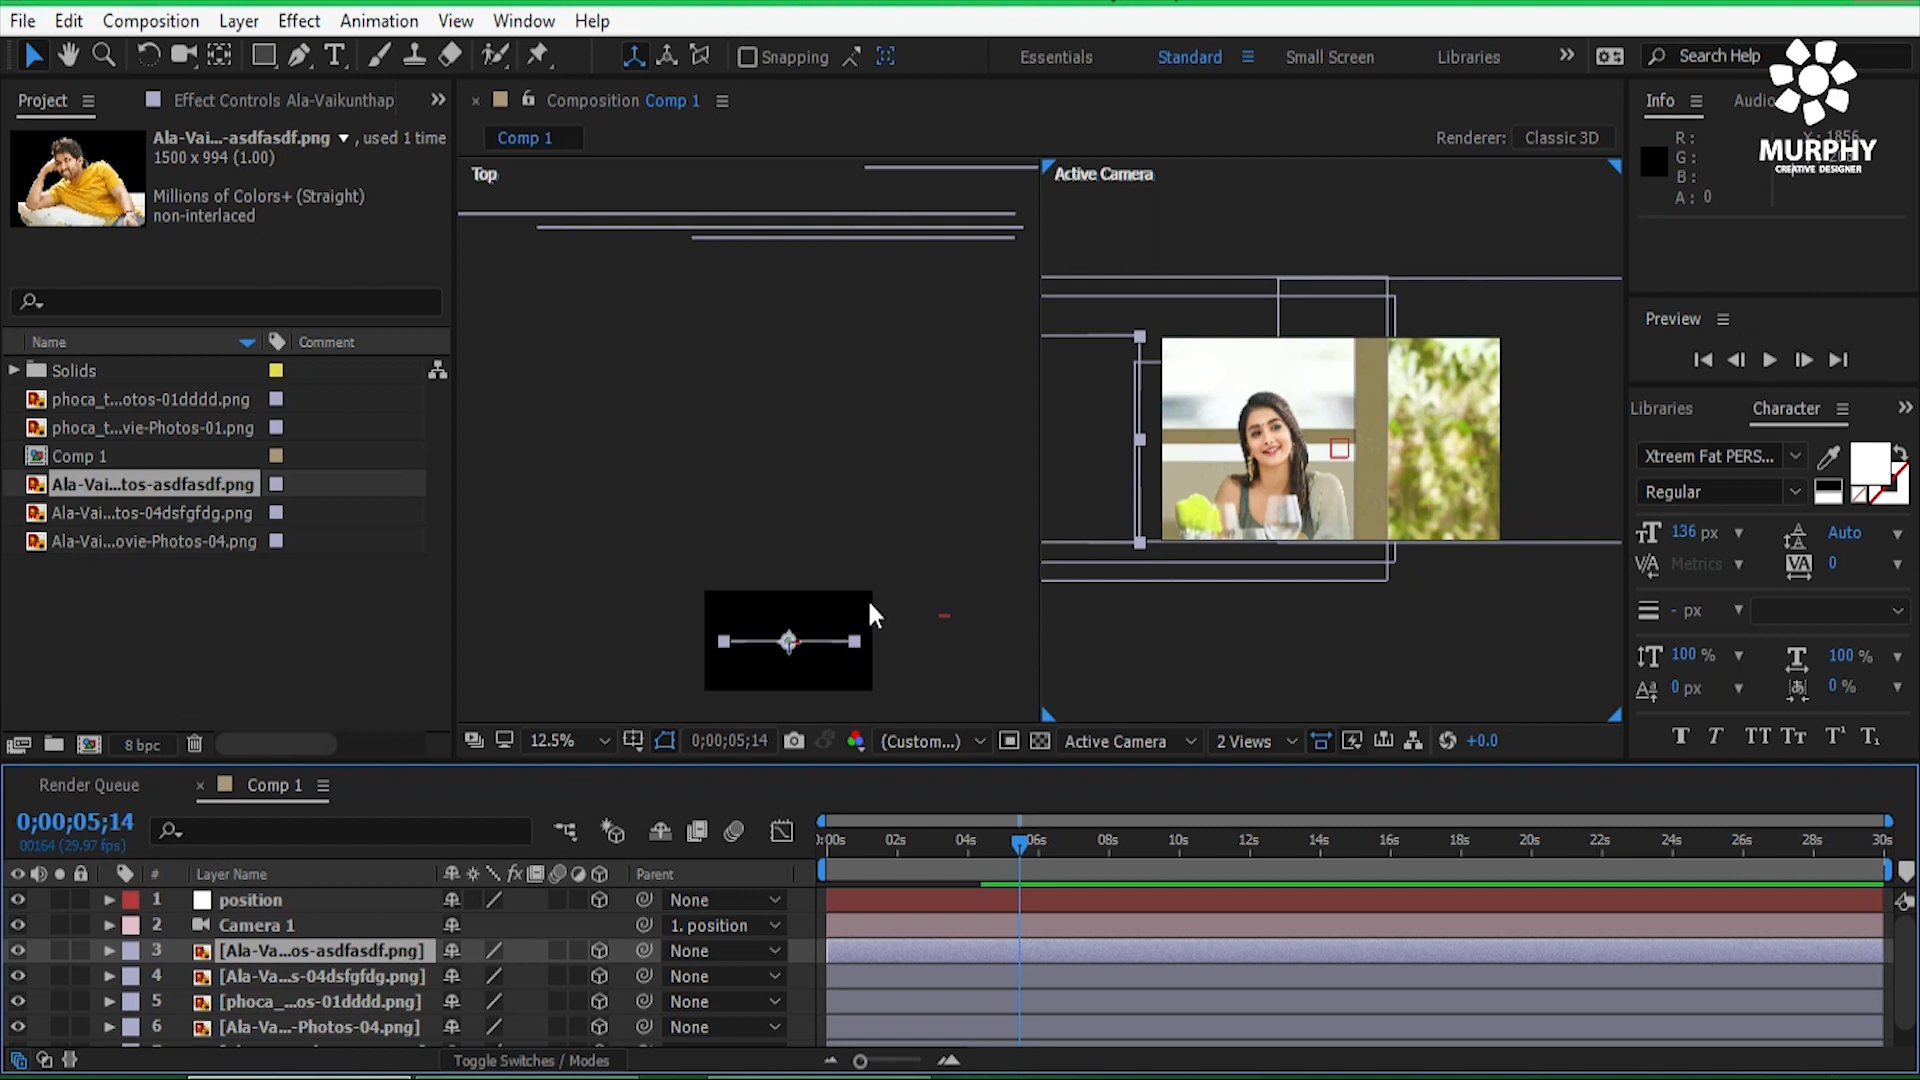 File Edit Composition Layer Effect Animation View Window Help
Snapping
Essentials Standard Small Screen Libraries
Search Help
Project Effect Controls Ala-Vaikunthap
Composition Comp 1
Info Audio
Ala-Vai...-asdfasdf.png , used 1 time
1500 x 994 (1.00)
Millions of Colors+ (Straight)
non-interlaced
Comp 1
Renderer: Classic 3D
Top
Active Camera
R :
G :
B :
A : 0
MURPHY
CREATIVE DESIGNER
Name Comment
Solids
phoca_t...otos-01dddd.png
phoca_t...vie-Photos-01.png
Comp 1
Ala-Vai...tos-asdfasdf.png
Ala-Vai...tos-04dsfgfdg.png
Ala-Vai...ovie-Photos-04.png
8 bpc
12.5% 0;00;05;14 (Custom...) Active Camera 2 Views +0.0
Preview
Libraries Character
Xtreem Fat PERS...
Regular
136 px Auto
Metrics 0
- px
100 % 100 %
0 px 0 %
T T TT Tт T¹ T₁
Render Queue Comp 1
0;00;05;14
00164 (29.97 fps)
:00s 02s 04s 06s 08s 10s 12s 14s 16s 18s 20s 22s 24s 26s 28s 30s
# Layer Name Parent
1 position None
2 Camera 1 1. position
3 [Ala-Va...os-asdfasdf.png] None
4 [Ala-Va...s-04dsfgfdg.png] None
5 [phoca_...os-01dddd.png] None
6 [Ala-Va...-Photos-04.png] None
Toggle Switches / Modes